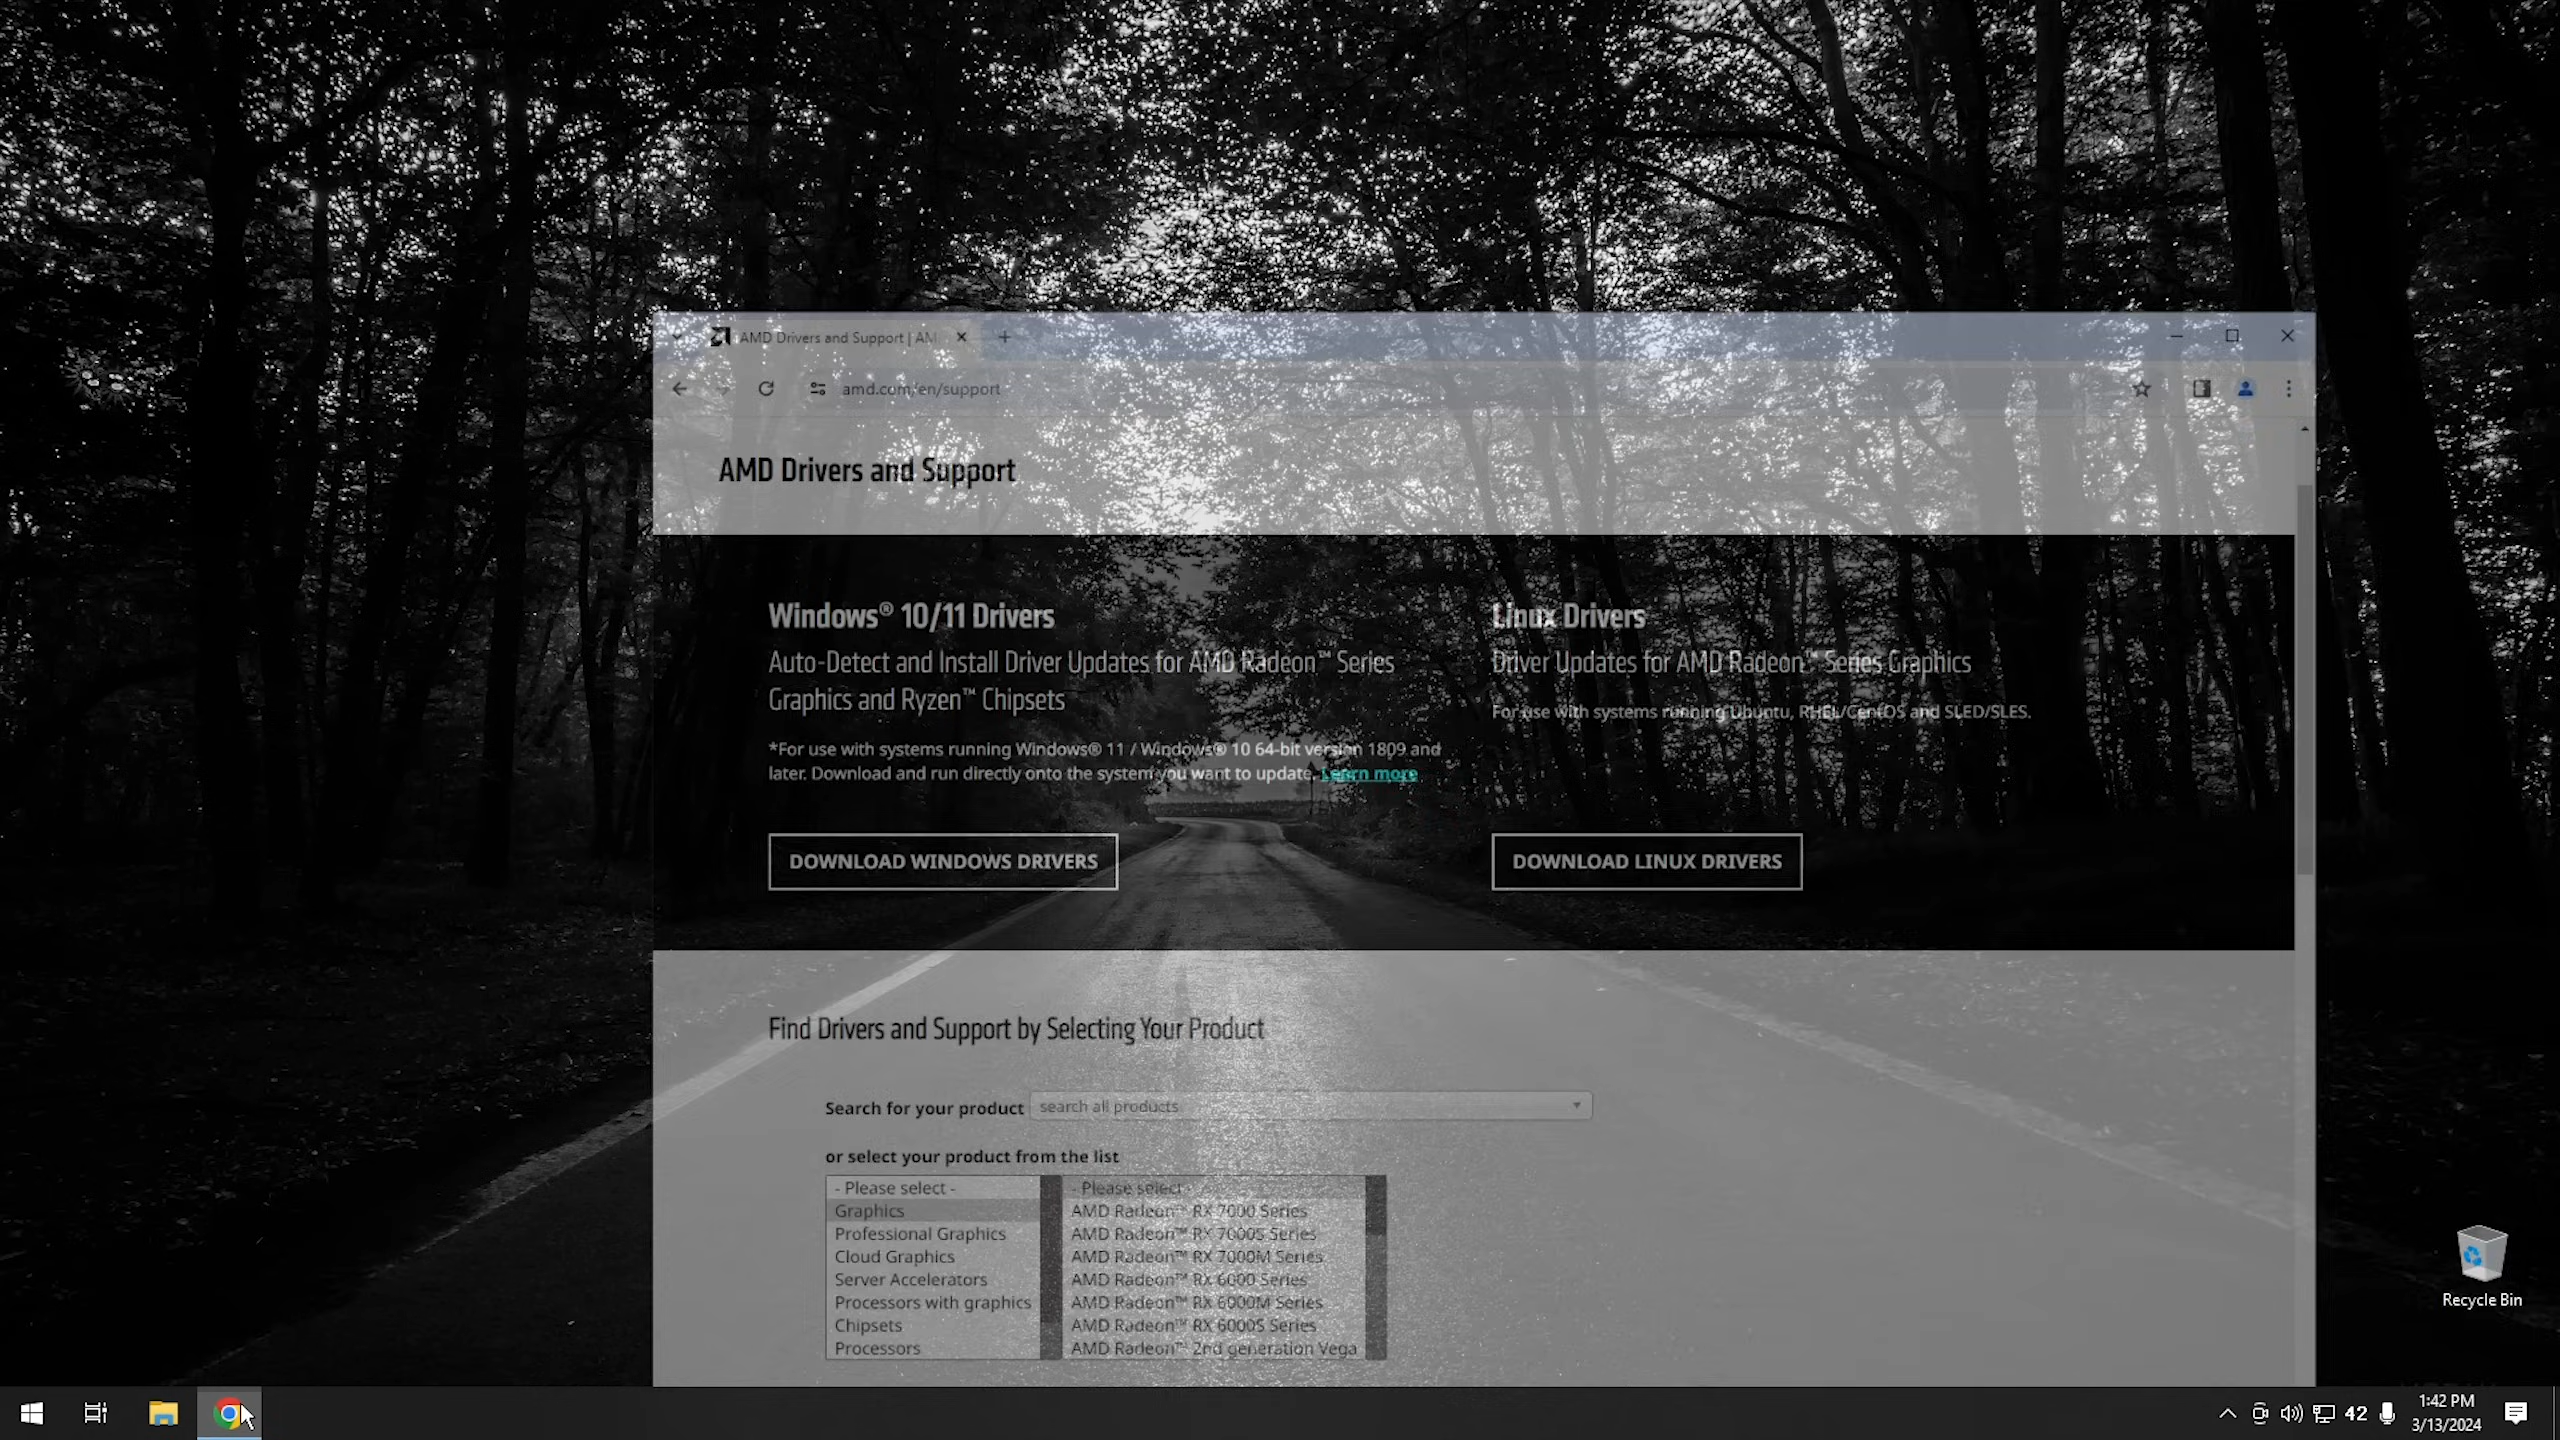 AMD Drivers and Support | AM
amd.com/en/support
AMD Drivers and Support
Windows® 10/11 Drivers
Auto-Detect and Install Driver Updates for AMD Radeon™ Series
Graphics and Ryzen™ Chipsets
*For use with systems running Windows® 11 / Windows® 10 64-bit version 1809 and
later. Download and run directly onto the system you want to update. Learn more
DOWNLOAD WINDOWS DRIVERS
Linux Drivers
Driver Updates for AMD Radeon™ Series Graphics
For use with systems running Ubuntu, RHEL/CentOS and SLED/SLES.
DOWNLOAD LINUX DRIVERS
Find Drivers and Support by Selecting Your Product
Search for your product search all products
or select your product from the list
- Please select -
Graphics
Professional Graphics
Cloud Graphics
Server Accelerators
Processors with graphics
Chipsets
Processors
- Please select -
AMD Radeon™ RX 7000 Series
AMD Radeon™ RX 7000S Series
AMD Radeon™ RX 7000M Series
AMD Radeon™ RX 6000 Series
AMD Radeon™ RX 6000M Series
AMD Radeon™ RX 6000S Series
AMD Radeon™ 2nd generation Vega
Recycle Bin
42
1:42 PM
3/13/2024